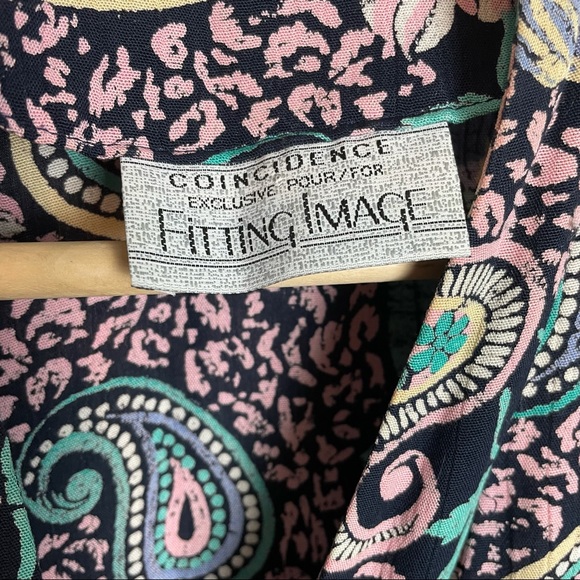 COINCIDENCE
EXCLUSIVE POUR/FOR
FITTING IMAGE